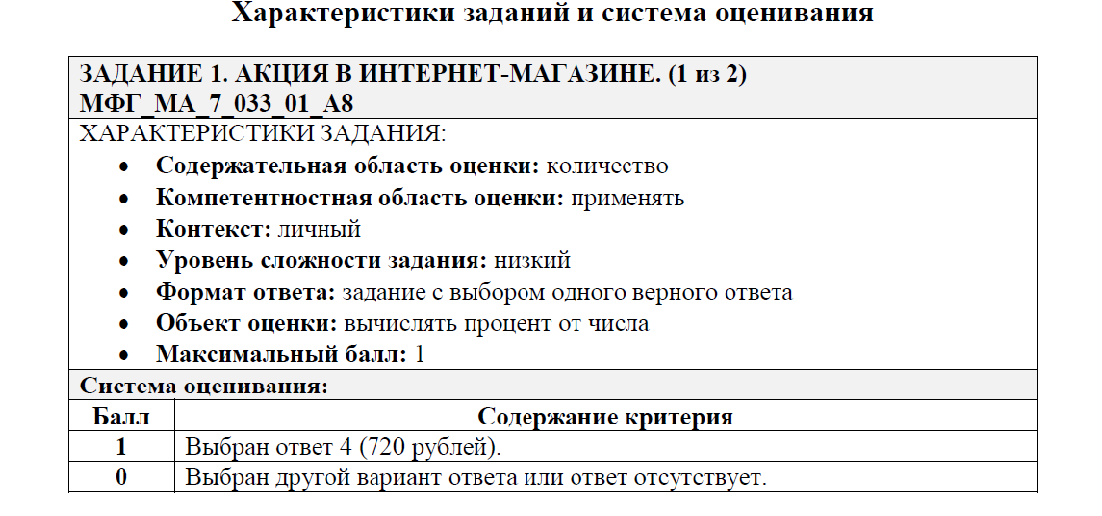 Характеристики заданий и система оценивания
ЗАДАНИЕ 1. АКЦИЯ В ИНТЕРНЕТ-МАГАЗИНЕ. (1 из 2)
МФГ_МА_7_033_01_А8
ХАРАКТЕРИСТИКИ ЗАДАНИЯ:
• Содержательная область оценки: количество
• Компетентностная область оценки: применять
• Контекст: личный
• Уровень сложности задания: низкий
• Формат ответа: задание с выбором одного верного ответа
• Объект оценки: вычислять процент от числа
• Максимальный балл: 1
Система оценивания:
Балл Содержание критерия
1 Выбран ответ 4 (720 рублей).
0 Выбран другой вариант ответа или ответ отсутствует.